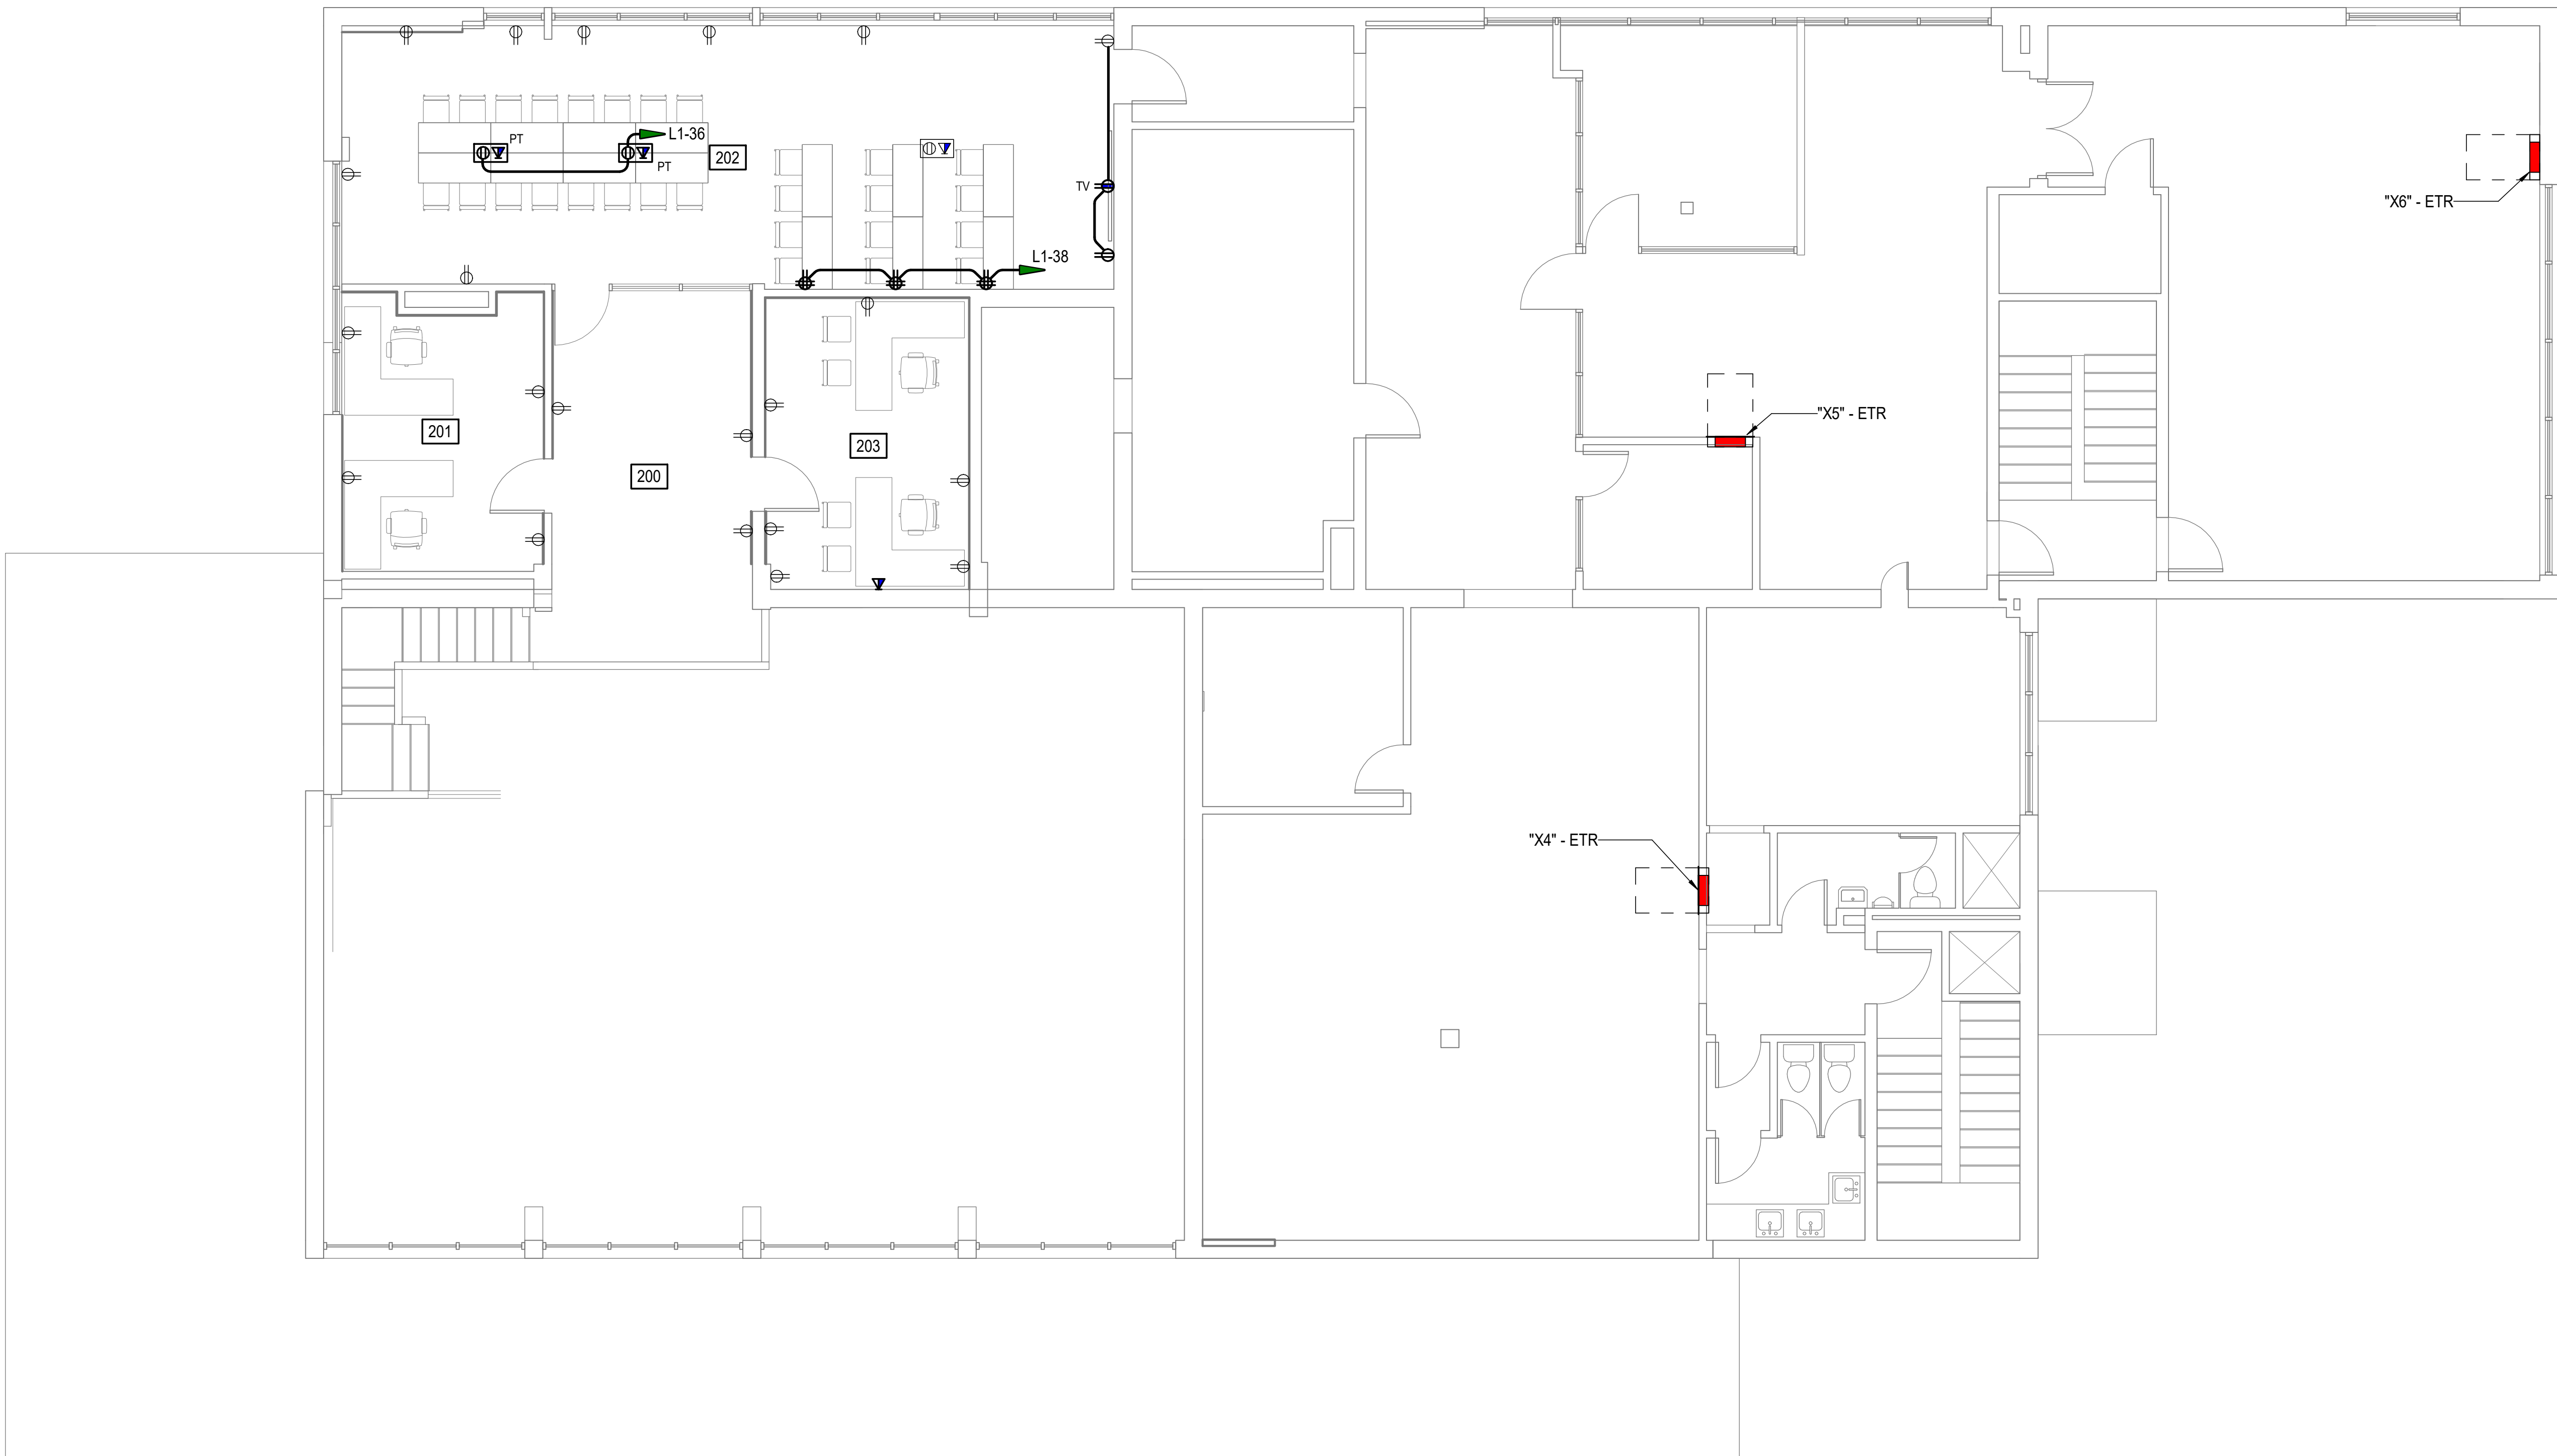 PT
L1-36
202
PT
TV
"X6" - ETR
L1-38
"X5" - ETR
201
203
200
"X4" - ETR